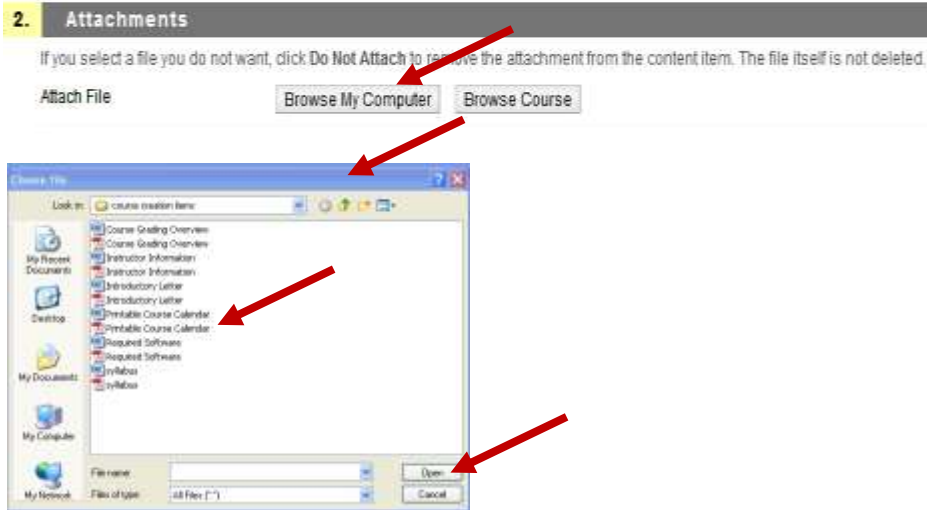 2. Attachments
If you select a file you do not want, click Do Not Attach to remove the attachment from the content item. The file itself is not deleted.
Attach File Browse My Computer Browse Course
Choose file
Look in: course creation items
My Recent Documents
Desktop
My Documents
My Computer
My Network
Course Grading Overview
Course Grading Overview
Instructor Information
Instructor Information
Introductory Letter
Introductory Letter
Printable Course Calendar
Printable Course Calendar
Required Software
Required Software
syllabus
syllabus
File name: Open
Files of type: All Files (*.*) Cancel